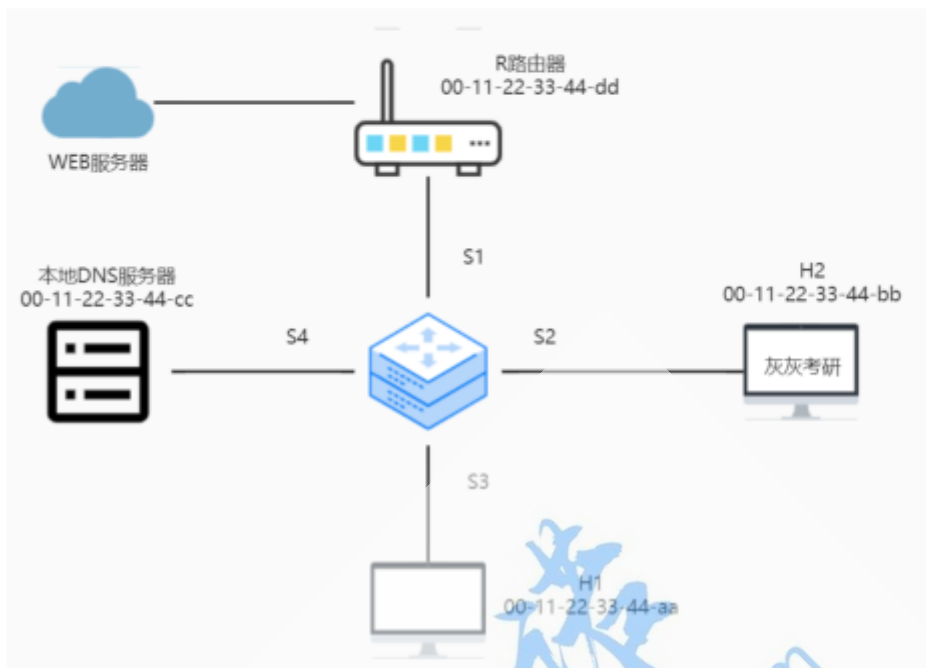 R路由器
00-11-22-33-44-dd
WEB服务器
S1
本地DNS服务器
00-11-22-33-44-cc
H2
00-11-22-33-44-bb
S4
S2
灰灰考研
S3
H1
00-11-22-33-44-aa